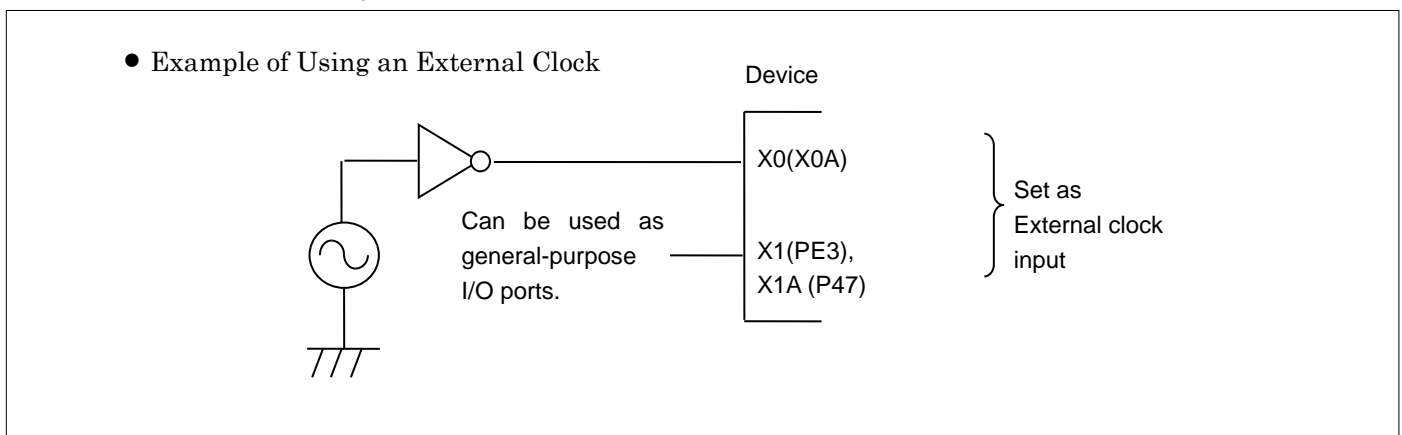 ● Example of Using an External Clock
Device
X0(X0A)
Can be used as
general-purpose
I/O ports.
X1(PE3),
X1A (P47)
Set as
External clock
input